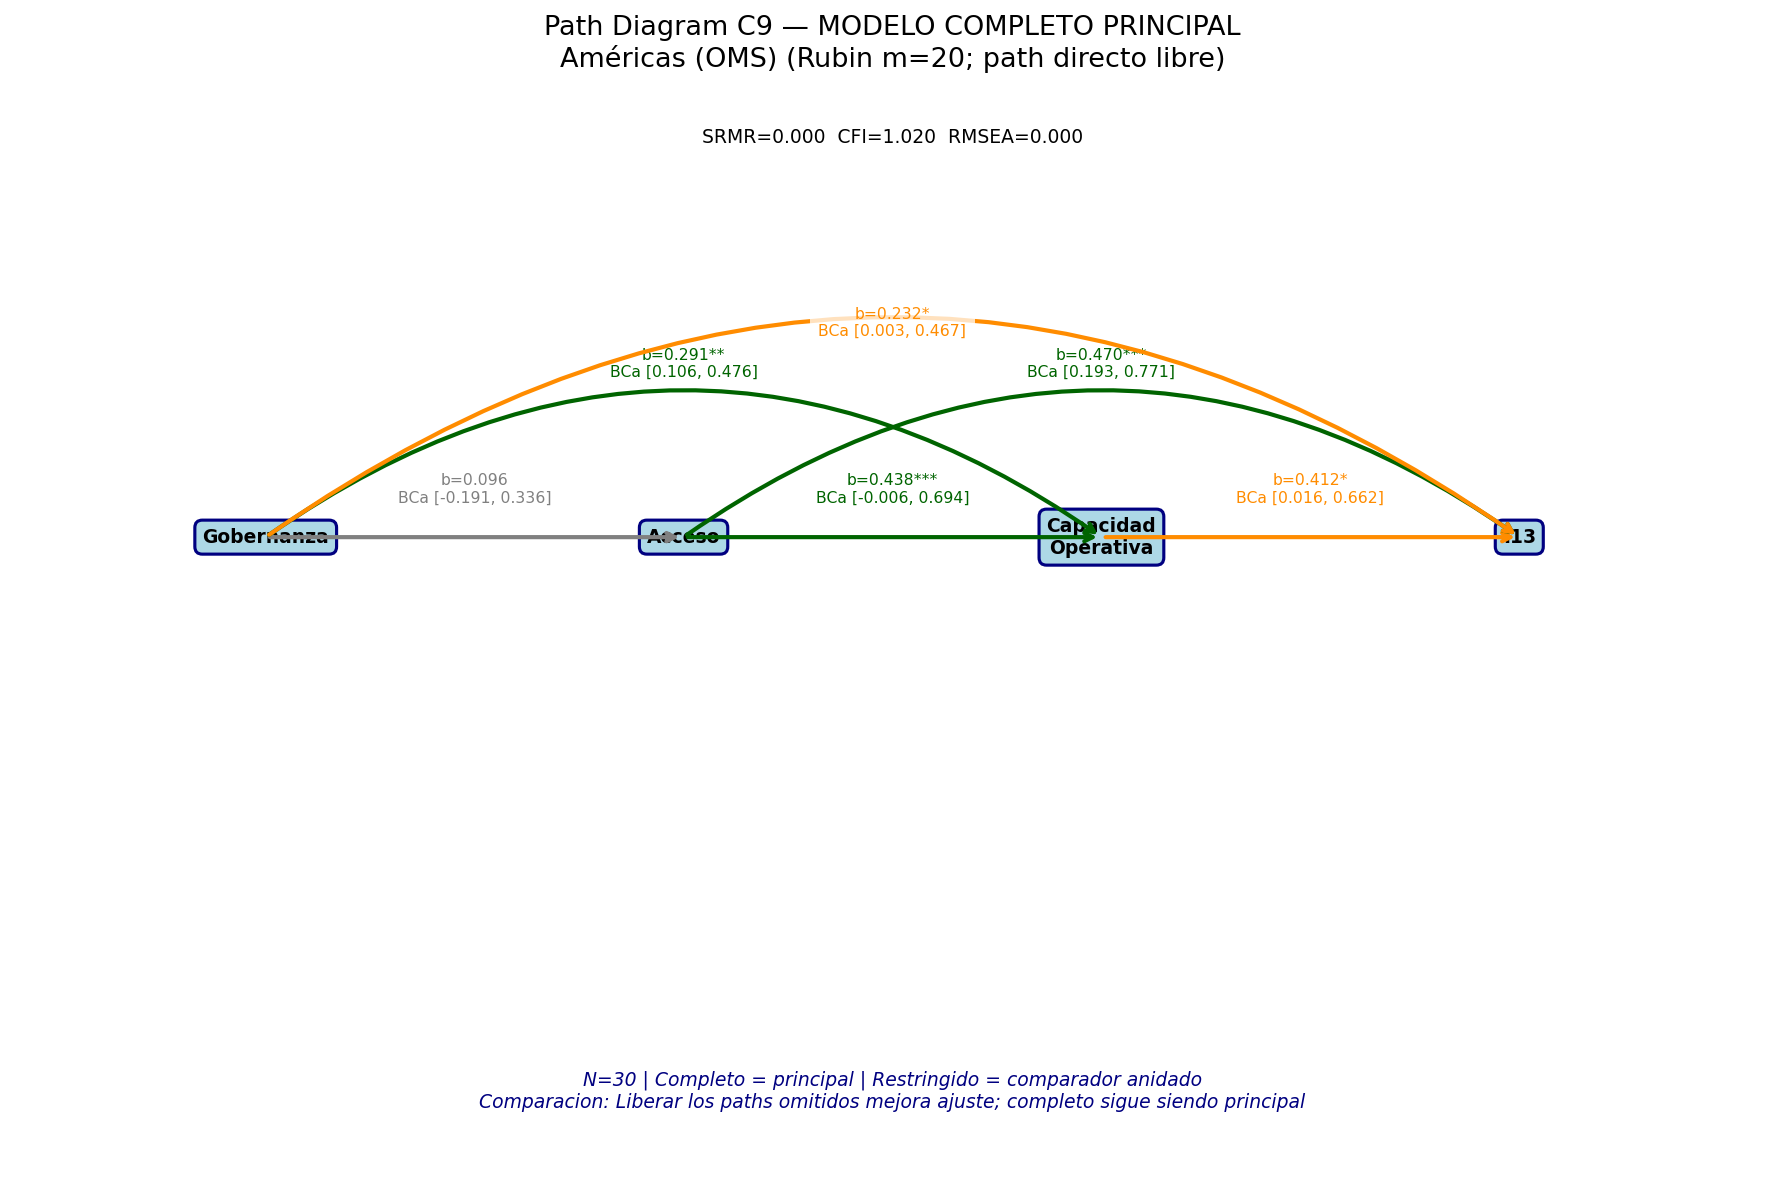 Path Diagram C9 — MODELO COMPLETO PRINCIPAL
Américas (OMS) (Rubin m=20; path directo libre)
SRMR=0.000 CFI=1.020 RMSEA=0.000
b=0.232*
BCa [0.003, 0.467]
b=0.291**
BCa [0.106, 0.476]
b=0.470***
BCa [0.193, 0.771]
b=0.096
BCa [-0.191, 0.336]
b=0.438***
BCa [-0.006, 0.694]
b=0.412*
BCa [0.016, 0.662]
Gobernanza
Acceso
Capacidad
Operativa
N=30 | Completo = principal | Restringido = comparador anidado
Comparacion: Liberar los paths omitidos mejora ajuste; completo sigue siendo principal